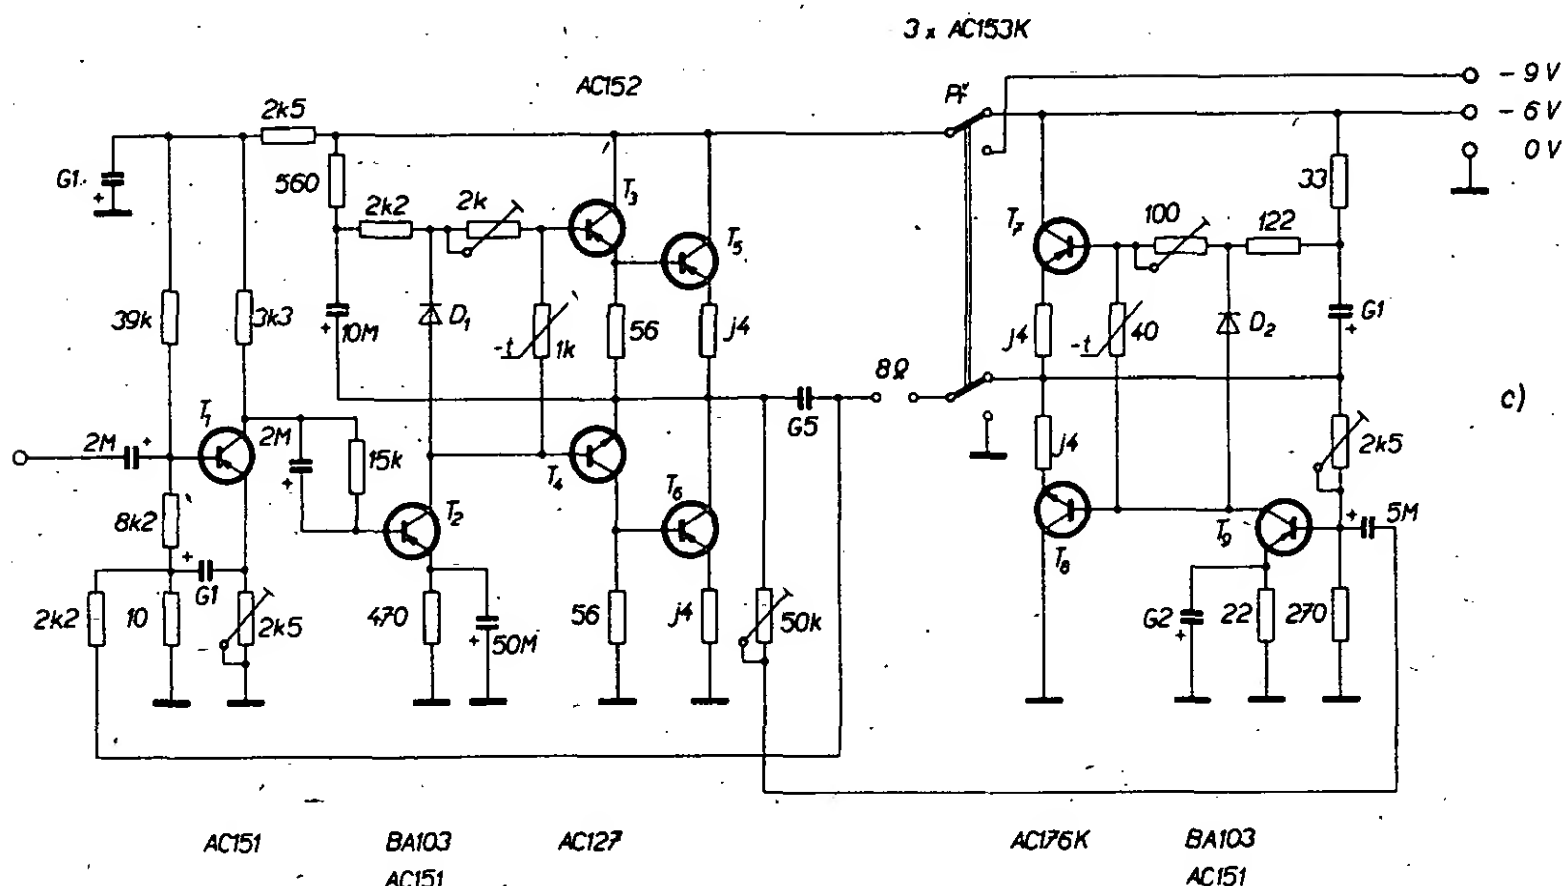 3 x AC153K
AC152
Př
- 9 V
- 6 V
0 V
2k5
G1
+
560
2k2
2k
T3
T5
T7
100
122
33
39k
3k3
+
10M
D1
-t
1k
56
j4
j4
-t
40
D2
G1
+
8Ω
c)
G5
2M
+
T1
2M
+
15k
T4
j4
2k5
8k2
T2
T6
T8
T9
+
5M
+
G1
2k2
10
2k5
470
+
50M
56
j4
50k
G2
+
22
270
AC151
BA103
AC127
AC176K
BA103
AC151
AC151